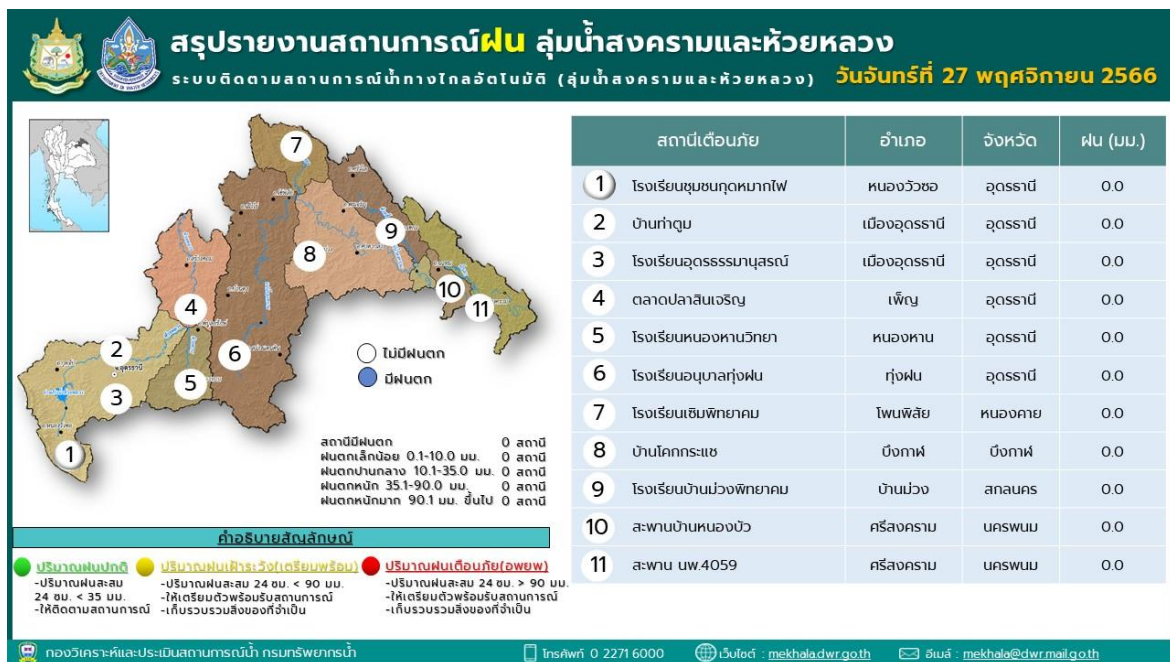 สรุปรายงานสถานการณ์ฝน ลุ่มน้ำสงครามและห้วยหลวง
ระบบติดตามสถานการณ์น้ำทางไกลอัตโนมัติ (ลุ่มน้ำสงครามและห้วยหลวง) วันจันทร์ที่ 27 พฤศจิกายน 2566
7
9
8
10
11
4
2
6
5
3
1
อ.อุดรธานี
ไม่มีฝนตก
มีฝนตก
สถานีมีฝนตก 0 สถานี
ฝนตกเล็กน้อย 0.1-10.0 มม. 0 สถานี
ฝนตกปานกลาง 10.1-35.0 มม. 0 สถานี
ฝนตกหนัก 35.1-90.0 มม. 0 สถานี
ฝนตกหนักมาก 90.1 มม. ขึ้นไป 0 สถานี
สถานีเตือนภัย อำเภอ จังหวัด ฝน (มม.)
1 โรงเรียนชุมชนกุดหมากไฟ หนองวัวซอ อุดรธานี 0.0
2 บ้านท่าตูม เมืองอุดรธานี อุดรธานี 0.0
3 โรงเรียนอุดรธรรมานุสรณ์ เมืองอุดรธานี อุดรธานี 0.0
4 ตลาดปลาสินเจริญ เพ็ญ อุดรธานี 0.0
5 โรงเรียนหนองหานวิทยา หนองหาน อุดรธานี 0.0
6 โรงเรียนอนุบาลทุ่งฝน ทุ่งฝน อุดรธานี 0.0
7 โรงเรียนเซิมพิทยาคม โพนพิสัย หนองคาย 0.0
8 บ้านโคกกระแซ บึงกาฬ บึงกาฬ 0.0
9 โรงเรียนบ้านม่วงพิทยาคม บ้านม่วง สกลนคร 0.0
10 สะพานบ้านหนองบัว ศรีสงคราม นครพนม 0.0
11 สะพาน นพ.4059 ศรีสงคราม นครพนม 0.0
คำอธิบายสัญลักษณ์
ปริมาณฝนปกติ
-ปริมาณฝนสะสม
24 ชม. < 35 มม.
-ให้ติดตามสถานการณ์
ปริมาณฝนเฝ้าระวัง(เตรียมพร้อม)
-ปริมาณฝนสะสม 24 ชม. < 90 มม.
-ให้เตรียมตัวพร้อมรับสถานการณ์
-เก็บรวบรวมสิ่งของที่จำเป็น
ปริมาณฝนเตือนภัย(อพยพ)
-ปริมาณฝนสะสม 24 ชม. > 90 มม.
-ให้เตรียมตัวพร้อมรับสถานการณ์
-เก็บรวบรวมสิ่งของที่จำเป็น
กองวิเคราะห์และประเมินสถานการณ์น้ำ กรมทรัพยากรน้ำ โทรศัพท์ 0 2271 6000 เว็บไซต์ : mekhala.dwr.go.th อีเมล์ : mekhala@dwr.mail.go.th